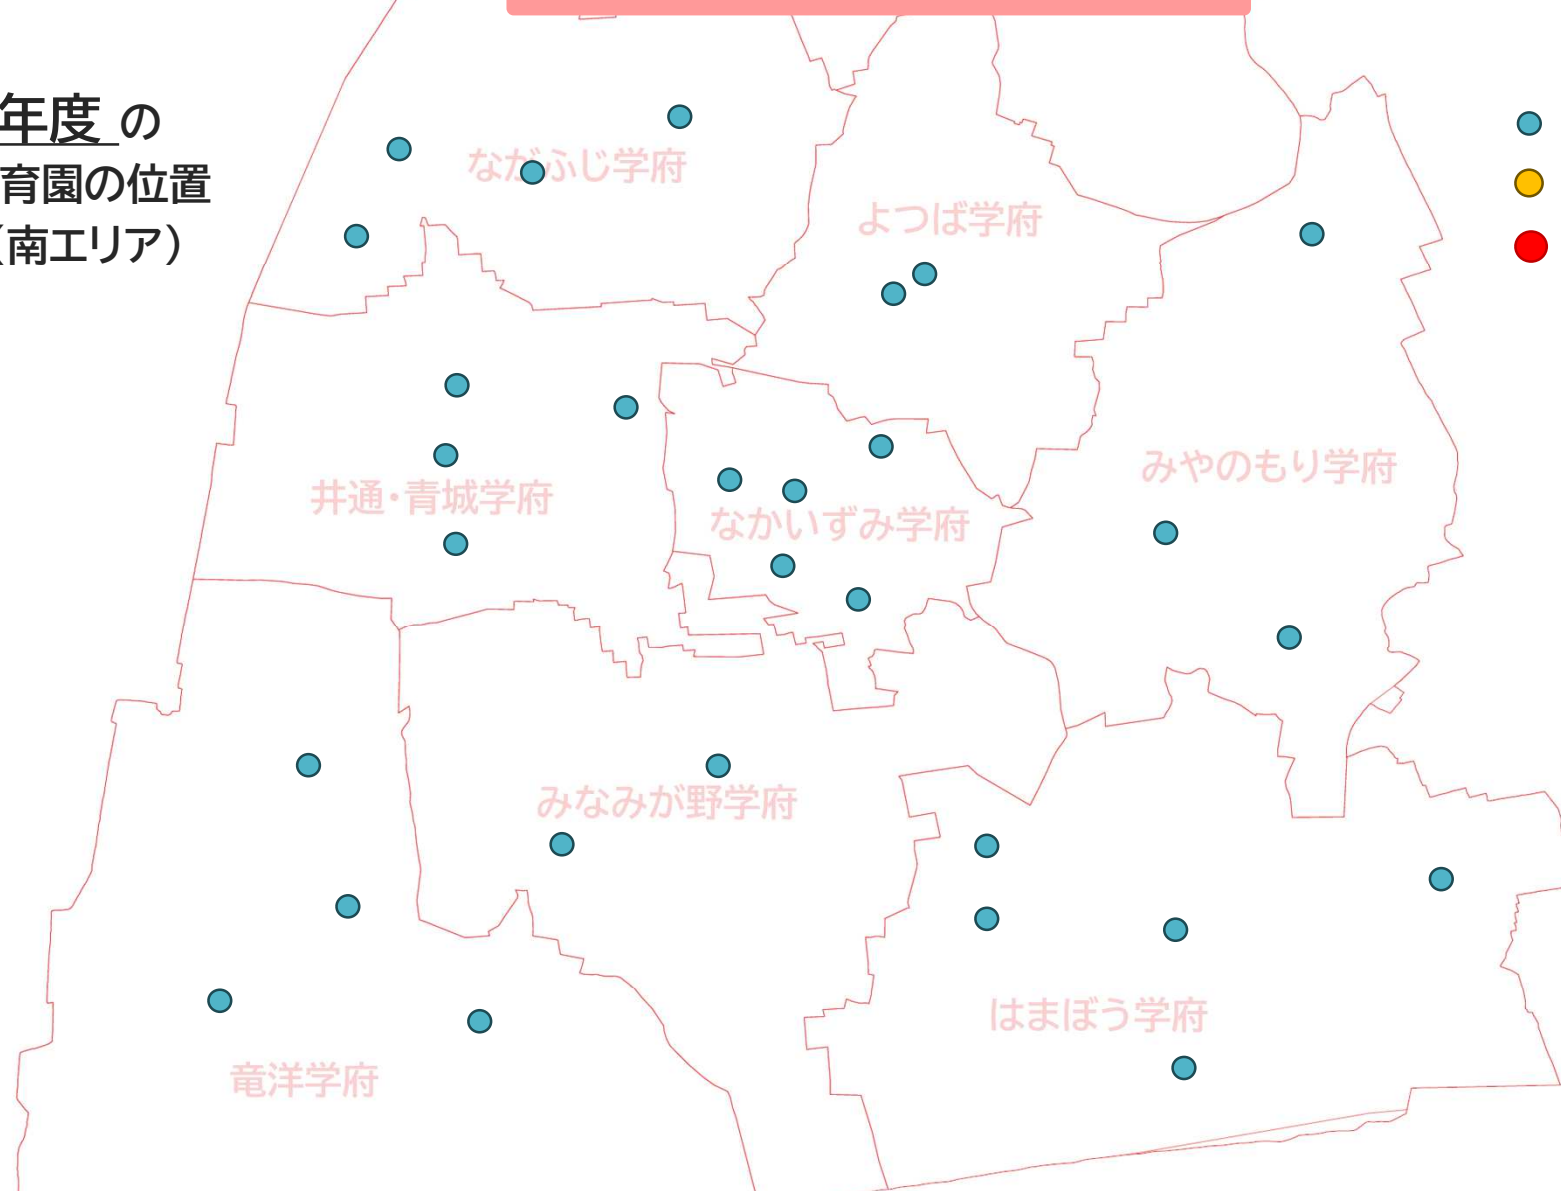 年度 の
育園の位置
（南エリア）
ながふじ学府
よつば学府
みやのもり学府
井通・青城学府
なかいずみ学府
みなみが野学府
はまぼう学府
竜洋学府